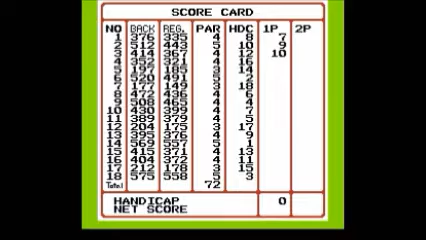 SCORE CARD
NO BACK REG. PAR HDC 1P 2P
1 376 335 4 8 7
2 512 443 5 10 9
3 414 367 4 12 10
4 352 321 4 16
5 197 185 3 14
6 520 491 5 2
7 177 149 3 18
8 472 436 4 6
9 508 465 4 4
10 430 399 4 7
11 389 379 4 5
12 204 175 3 17
13 395 376 4 9
14 569 557 5 1
15 415 371 4 13
16 404 372 4 11
17 212 178 3 15
18 575 558 5 3
Total 72
HANDICAP 0
NET SCORE